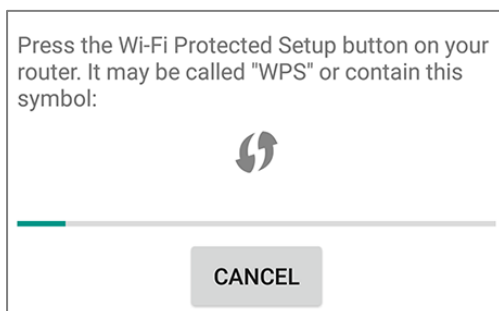 Press the Wi-Fi Protected Setup button on your
router. It may be called "WPS" or contain this
symbol:
CANCEL